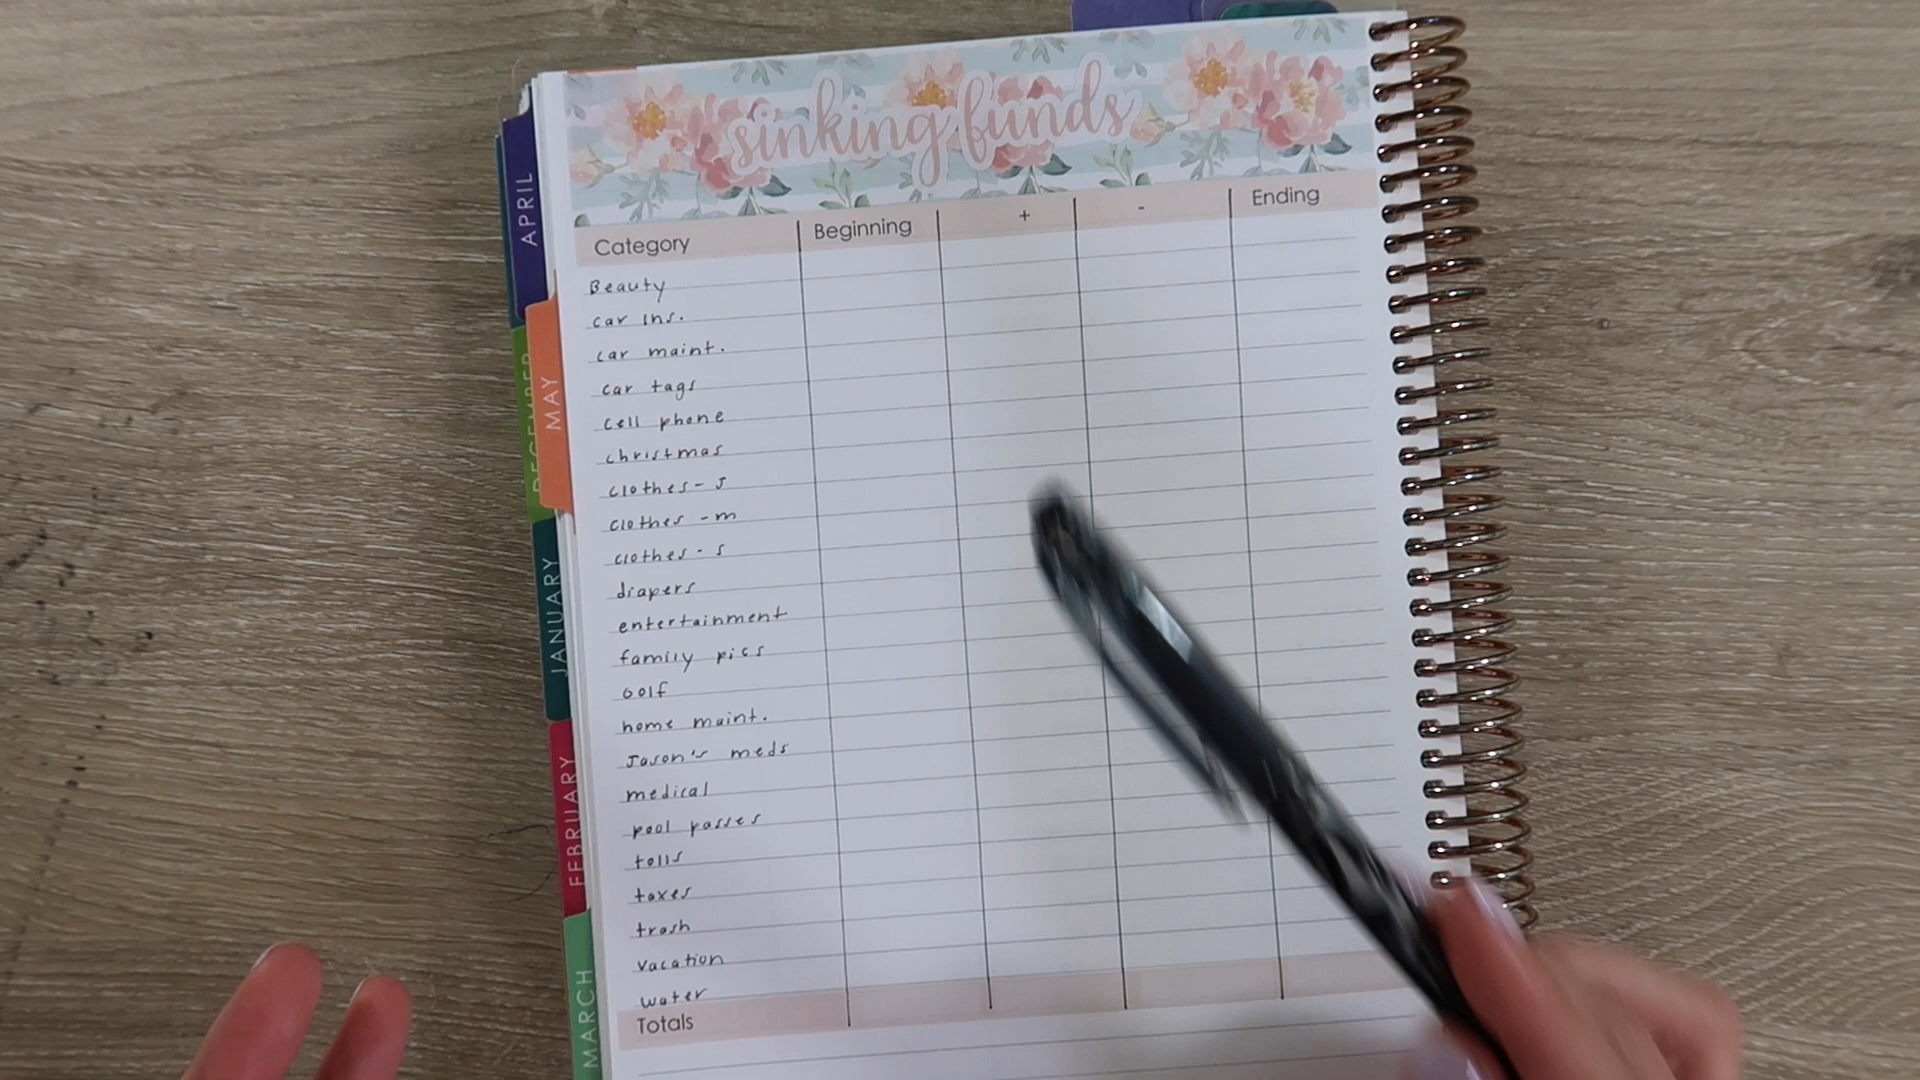 sinking funds
Category Beginning + - Ending
Beauty
car ins.
car maint.
car tags
cell phone
christmas
clothes - J
clothes - m
clothes - s
diapers
entertainment
family pics
Golf
home maint.
Jason's meds
medical
pool passes
tolls
taxes
trash
vacation
water
Totals
APRIL
DECEMBER
MAY
JANUARY
FEBRUARY
MARCH